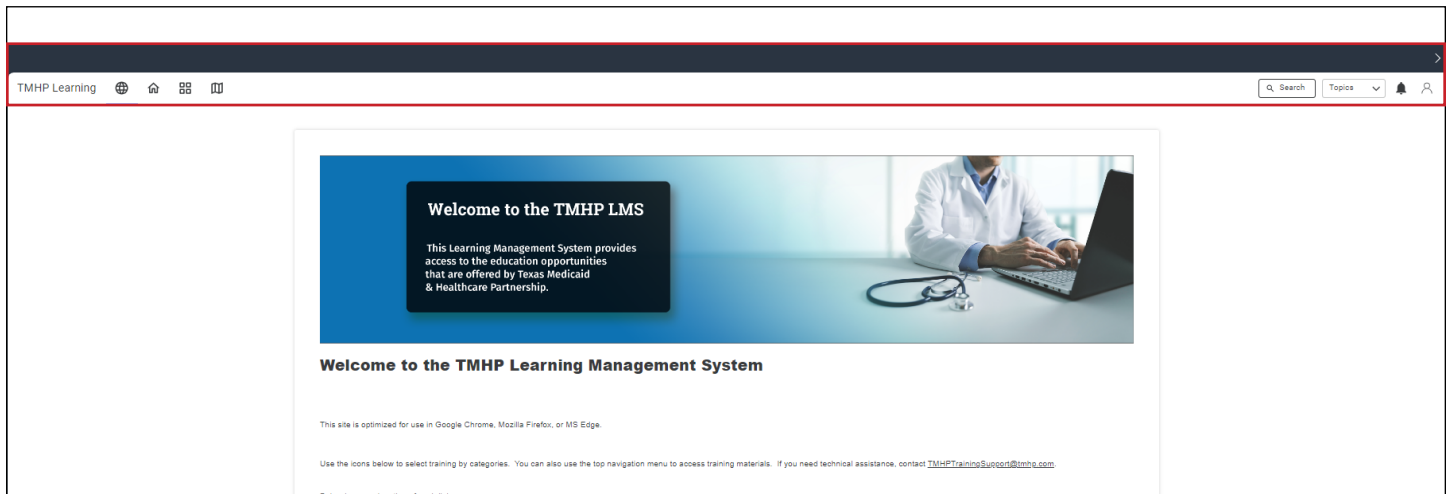 TMHP Learning
Search
Topics
Welcome to the TMHP LMS
This Learning Management System provides
access to the education opportunities
that are offered by Texas Medicaid
& Healthcare Partnership.
Welcome to the TMHP Learning Management System
This site is optimized for use in Google Chrome, Mozilla Firefox, or MS Edge.
Use the icons below to select training by categories. You can also use the top navigation menu to access training materials. If you need technical assistance, contact TMHPTrainingSupport@tmhp.com.